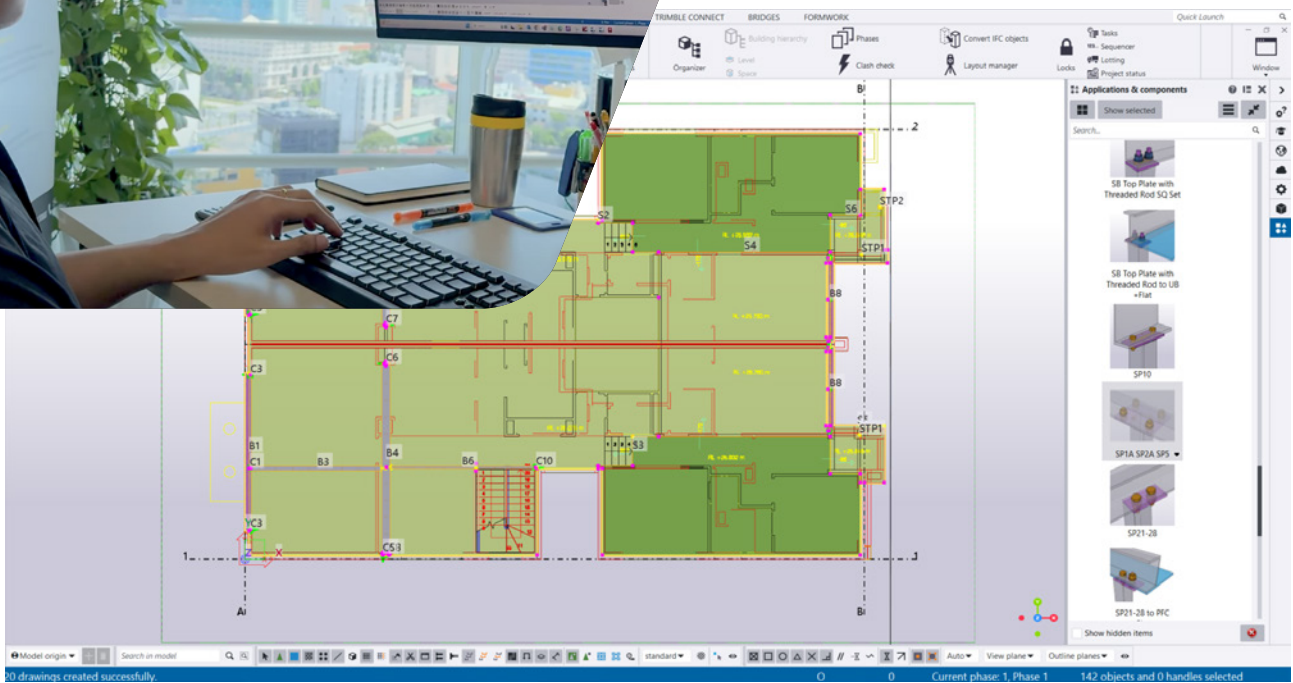 TRIMBLE CONNECT BRIDGES FORMWORK Quick Launch
Organizer
Building hierarchy
Level
Space
Phases
Clash check
Convert IFC objects
Layout manager
Locks
Tasks
Sequencer
Lotting
Project status
Window
Applications & components
Show selected
Search...
SB Top Plate with
Threaded Rod SQ Set
SB Top Plate with
Threaded Rod to UB
+Flat
SP10
SP1A SP2A SP5
SP21-28
SP21-28 to PFC
Show hidden items
B
2
S2
S6
STP2
S4
STP1
B8
C7
C6
C3
B8
STP1
S3
B1
C1
B3
B4
B6
C10
C3
1
1
X
A
B
Model origin
Search in model
standard
Auto
View plane
Outline planes
20 drawings created successfully.
O
0
Current phase: 1, Phase 1
142 objects and 0 handles selected